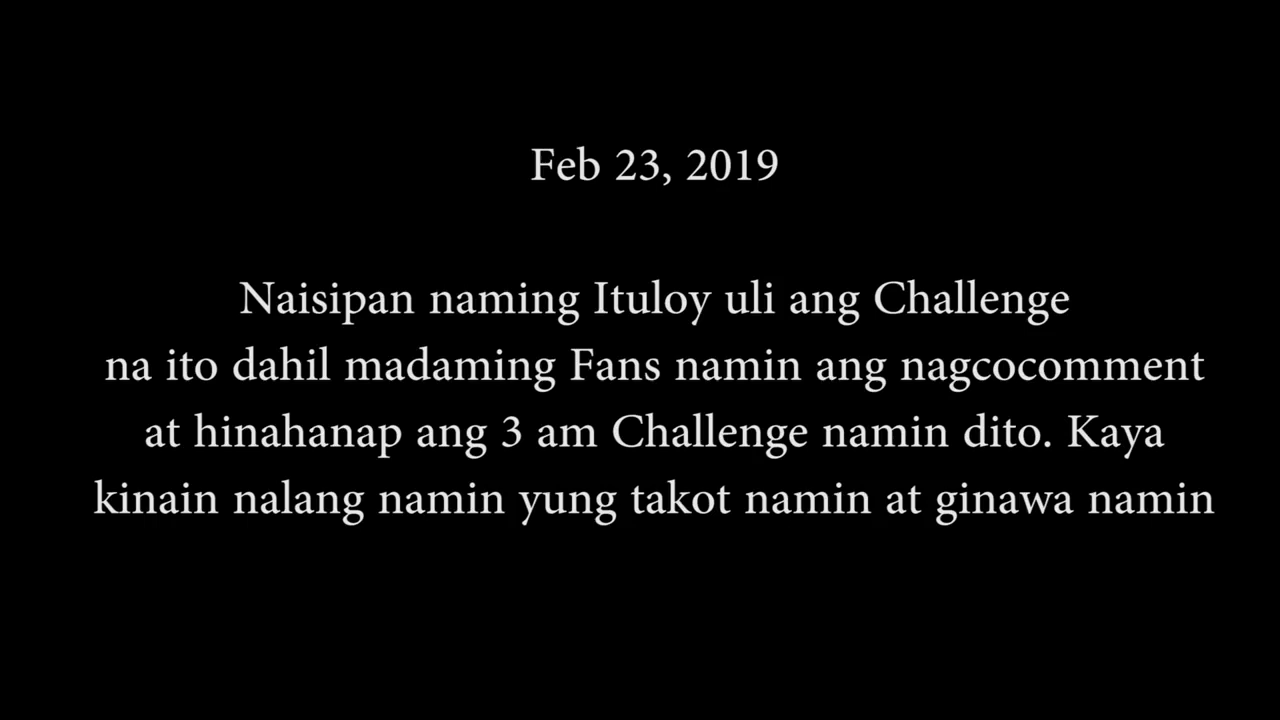 Feb 23, 2019
Naisipan naming Ituloy uli ang Challenge
na ito dahil madaming Fans namin ang nagcocomment
at hinahanap ang 3 am Challenge namin dito. Kaya
kinain nalang namin yung takot namin at ginawa namin